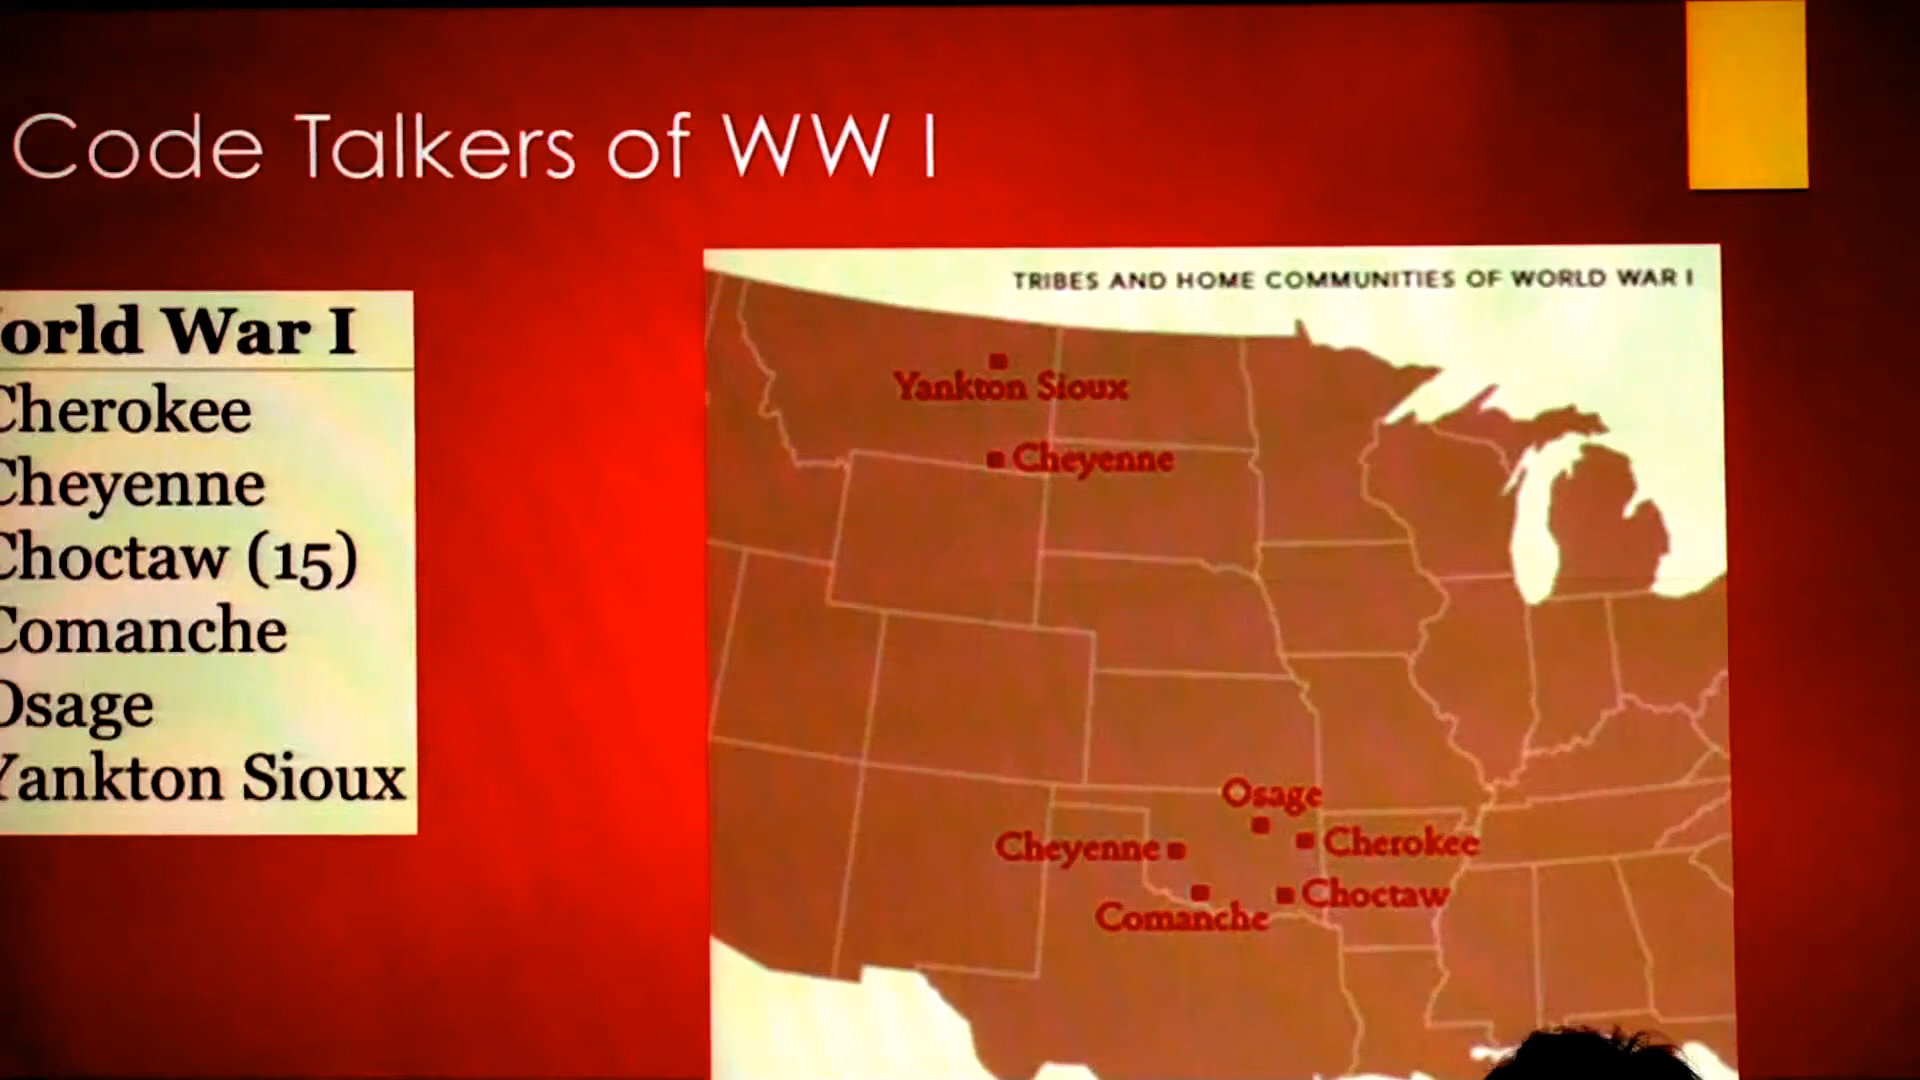 Code Talkers of WW I
orld War I
Cherokee
Cheyenne
Choctaw (15)
Comanche
Osage
Yankton Sioux
TRIBES AND HOME COMMUNITIES OF WORLD WAR I
Yankton Sioux
Cheyenne
Osage
Cheyenne
Cherokee
Comanche
Choctaw